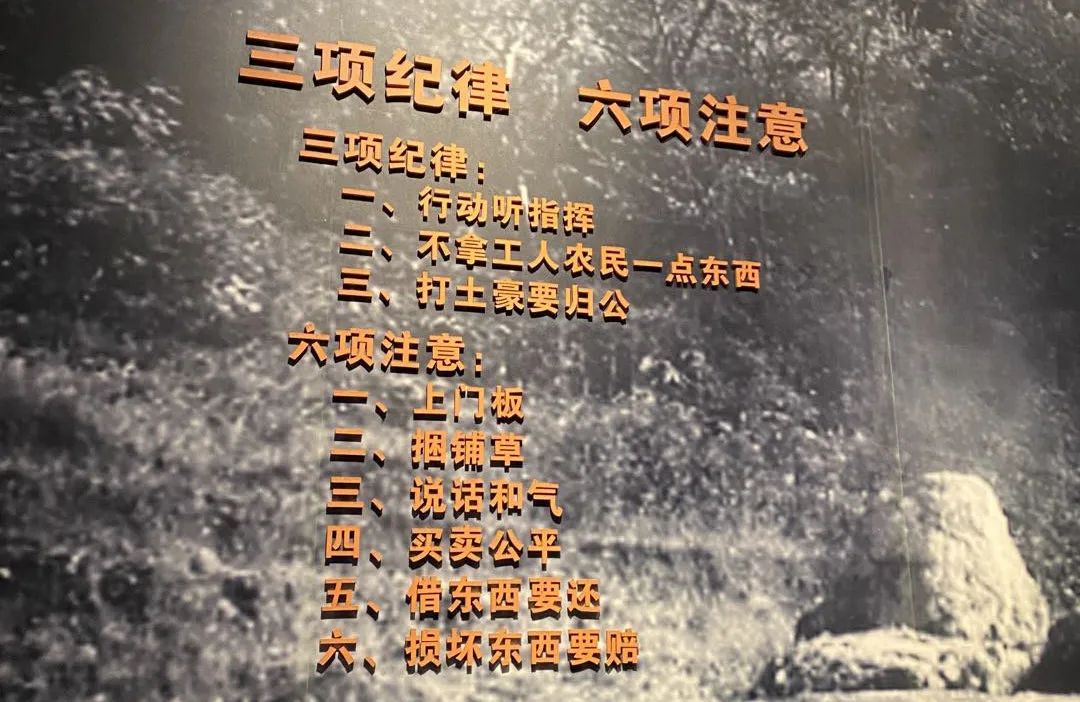 三项纪律 六项注意
三项纪律：
一、行动听指挥
二、不拿工人农民一点东西
三、打土豪要归公
六项注意：
一、上门板
二、捆铺草
三、说话和气
四、买卖公平
五、借东西要还
六、损坏东西要赔